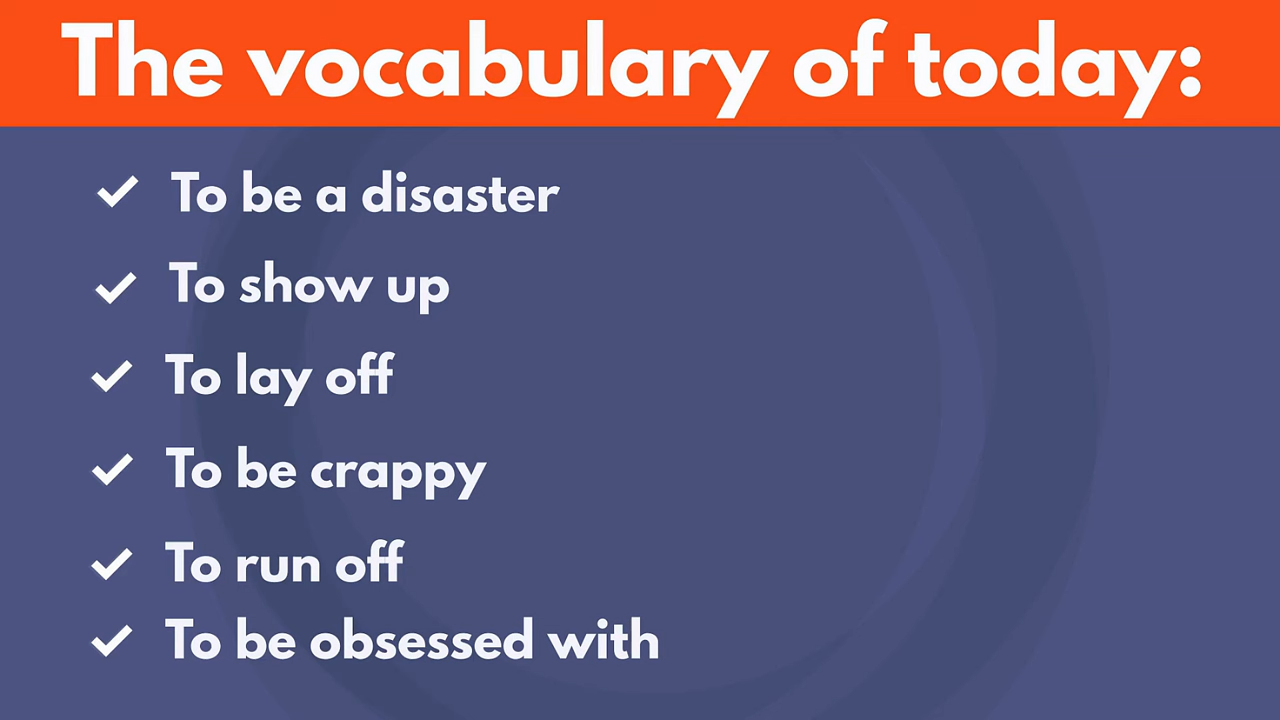 The vocabulary of today:
To be a disaster
To show up
To lay off
To be crappy
To run off
To be obsessed with